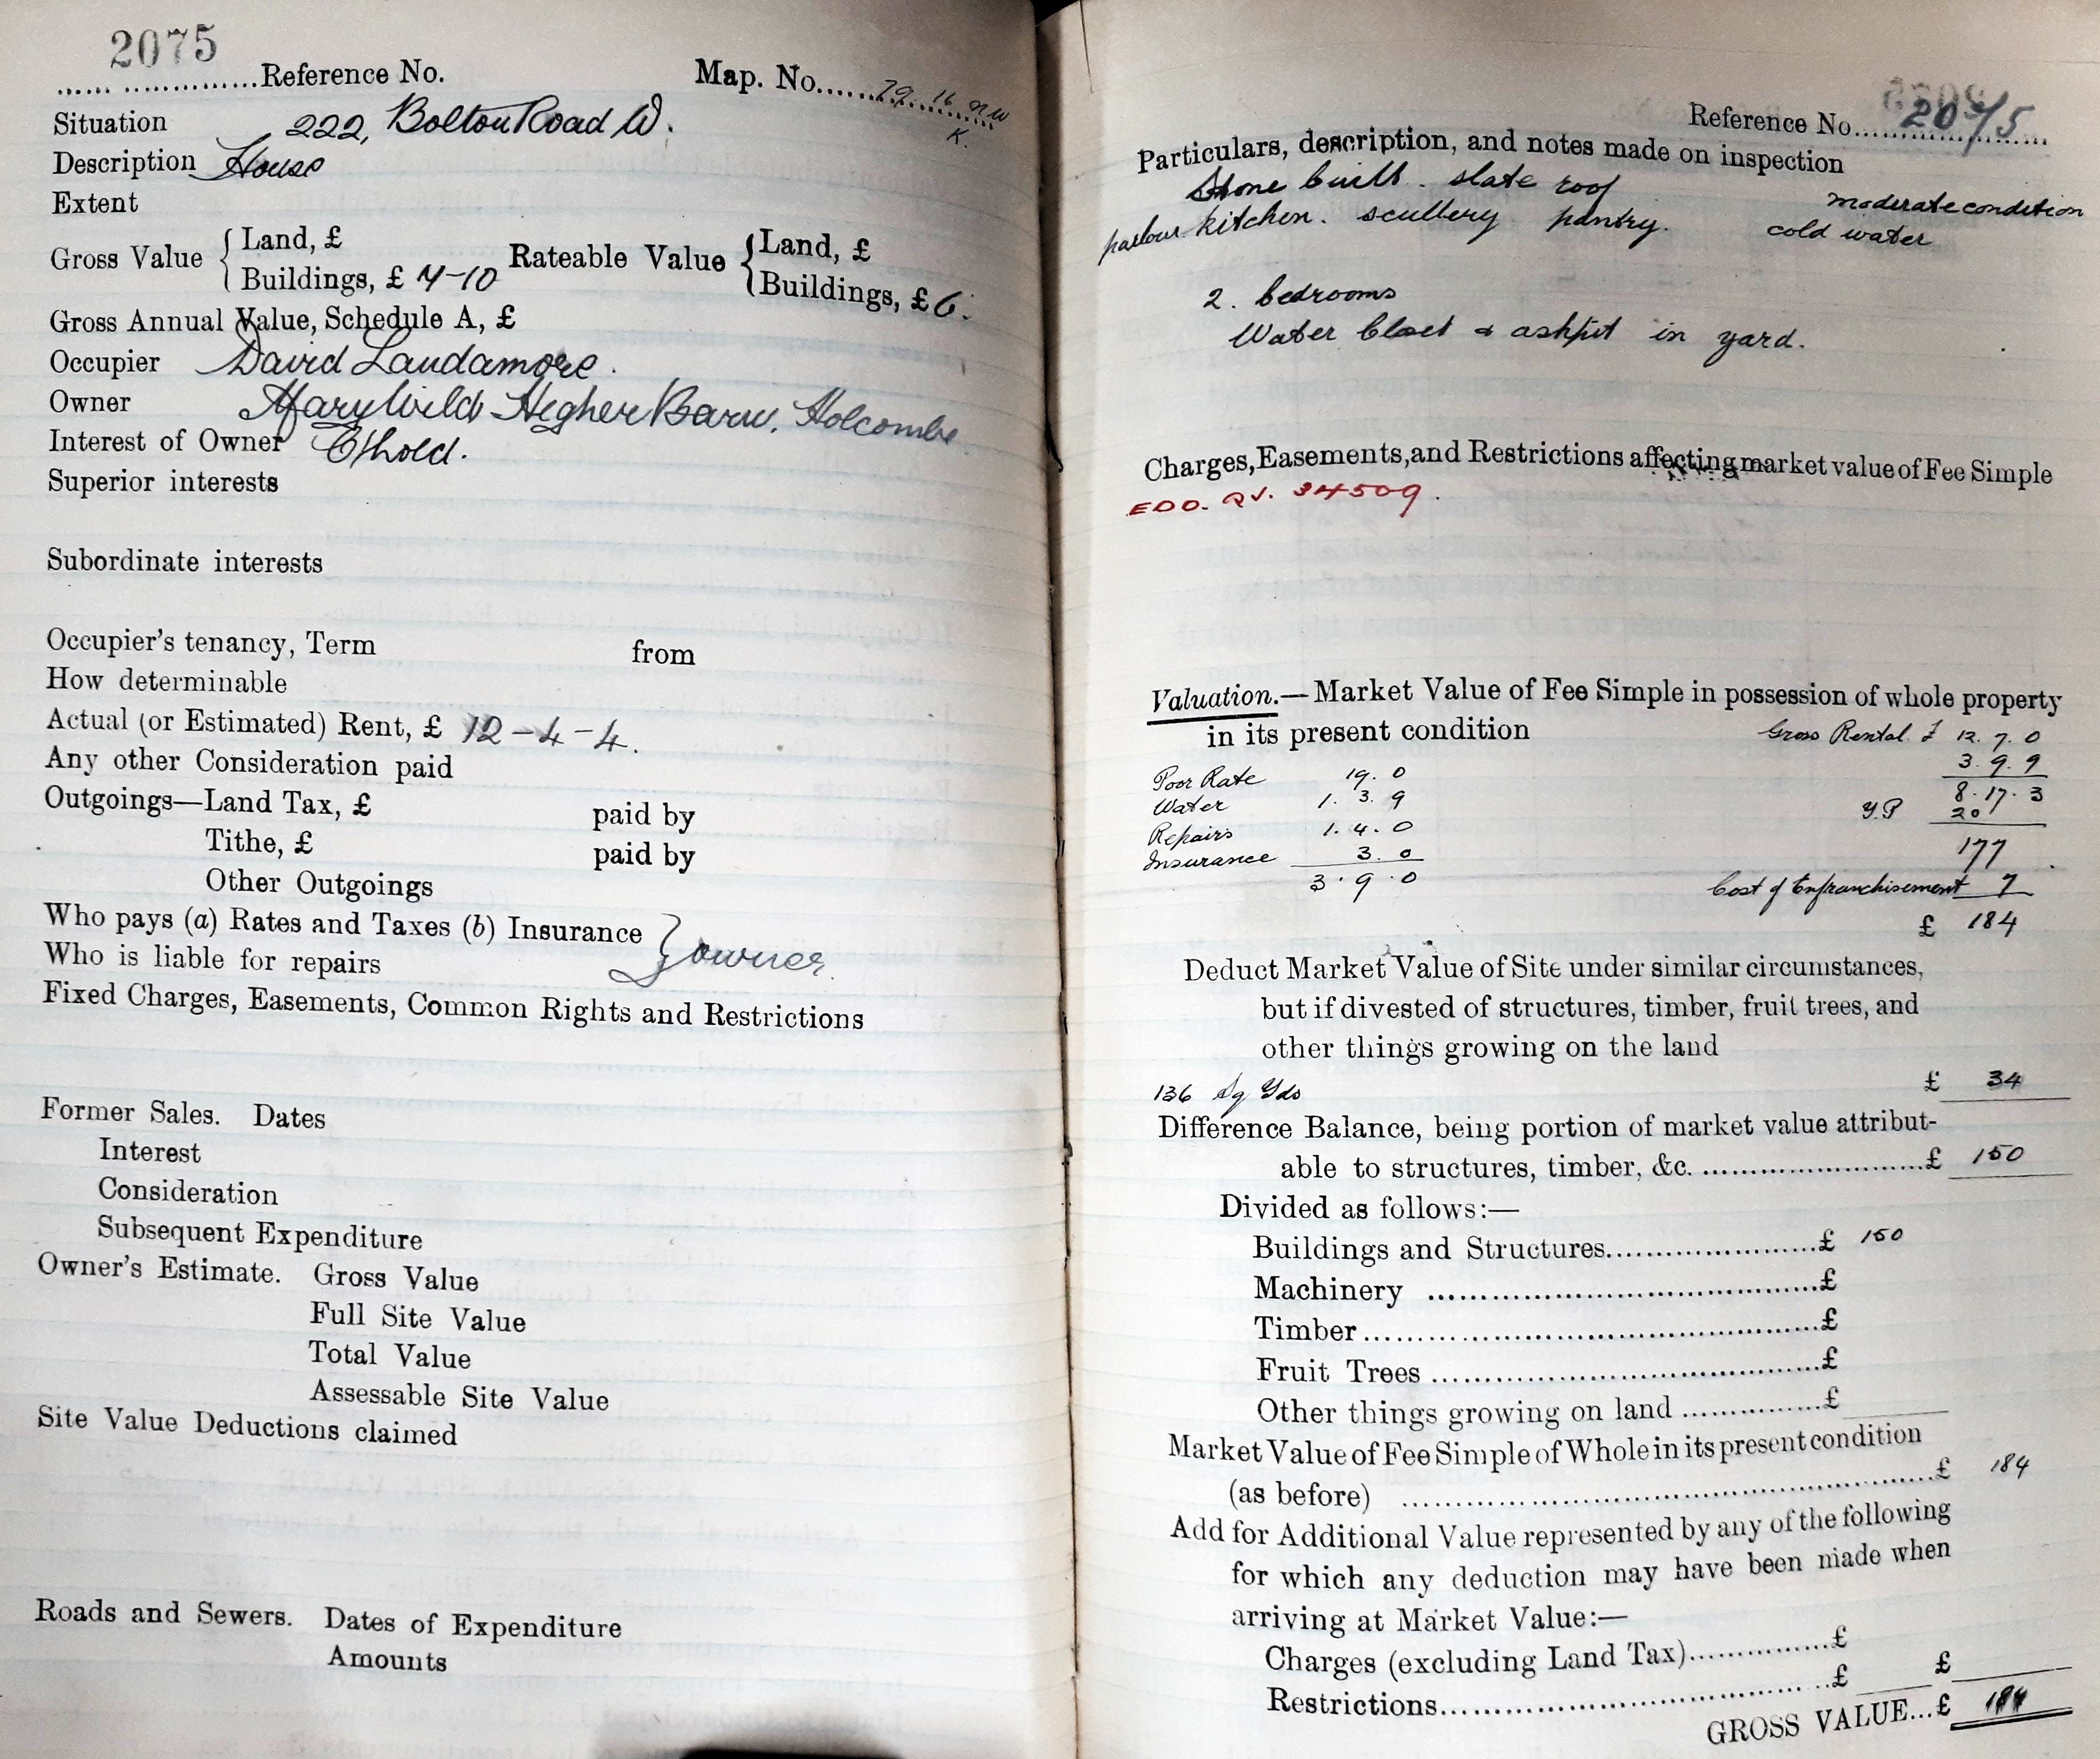 2075
Reference No. Map. No. 79. 16 NW
K.
Situation 222, Bolton Road W.
Description House
Extent
Gross Value { Land, £ Rateable Value { Land, £
Buildings, £ 7-10 Buildings, £ 6.
Gross Annual Value, Schedule A, £
Occupier David Laudamore.
Owner Mary Wild Higher Barn, Holcombe
Interest of Owner C/hold.
Superior interests
Subordinate interests
Occupier's tenancy, Term from
How determinable
Actual (or Estimated) Rent, £ 12-4-4.
Any other Consideration paid
Outgoings—Land Tax, £ paid by
Tithe, £ paid by
Other Outgoings
Who pays (a) Rates and Taxes (b) Insurance } owner
Who is liable for repairs
Fixed Charges, Easements, Common Rights and Restrictions
Former Sales. Dates
Interest
Consideration
Subsequent Expenditure
Owner's Estimate. Gross Value
Full Site Value
Total Value
Assessable Site Value
Site Value Deductions claimed
Roads and Sewers. Dates of Expenditure
Amounts
Reference No. 2075
Particulars, description, and notes made on inspection
Stone built. slate roof moderate condition
parlour kitchen. scullery pantry. cold water
2. bedrooms
Water Closet & ashpit in yard.
Charges, Easements, and Restrictions affecting market value of Fee Simple
EDO. 34509.
Valuation.—Market Value of Fee Simple in possession of whole property
in its present condition Gross Rental £ 12. 7. 0
Poor Rate 19. 0 3. 9. 9
Water 1. 3. 9 8. 17. 3
Repairs 1. 4. 0 Y.P 20
Insurance 3. 0 177
3. 9. 0 Cost of Enfranchisement 7
£ 184
Deduct Market Value of Site under similar circumstances,
but if divested of structures, timber, fruit trees, and
other things growing on the land
136 Sq Yds £ 34
Difference Balance, being portion of market value attribut-
able to structures, timber, &c. £ 150
Divided as follows:—
Buildings and Structures £ 150
Machinery £
Timber £
Fruit Trees £
Other things growing on land £
Market Value of Fee Simple of Whole in its present condition
(as before) £ 184
Add for Additional Value represented by any of the following
for which any deduction may have been made when
arriving at Market Value:—
Charges (excluding Land Tax) £
Restrictions £ £
GROSS VALUE... £ 184